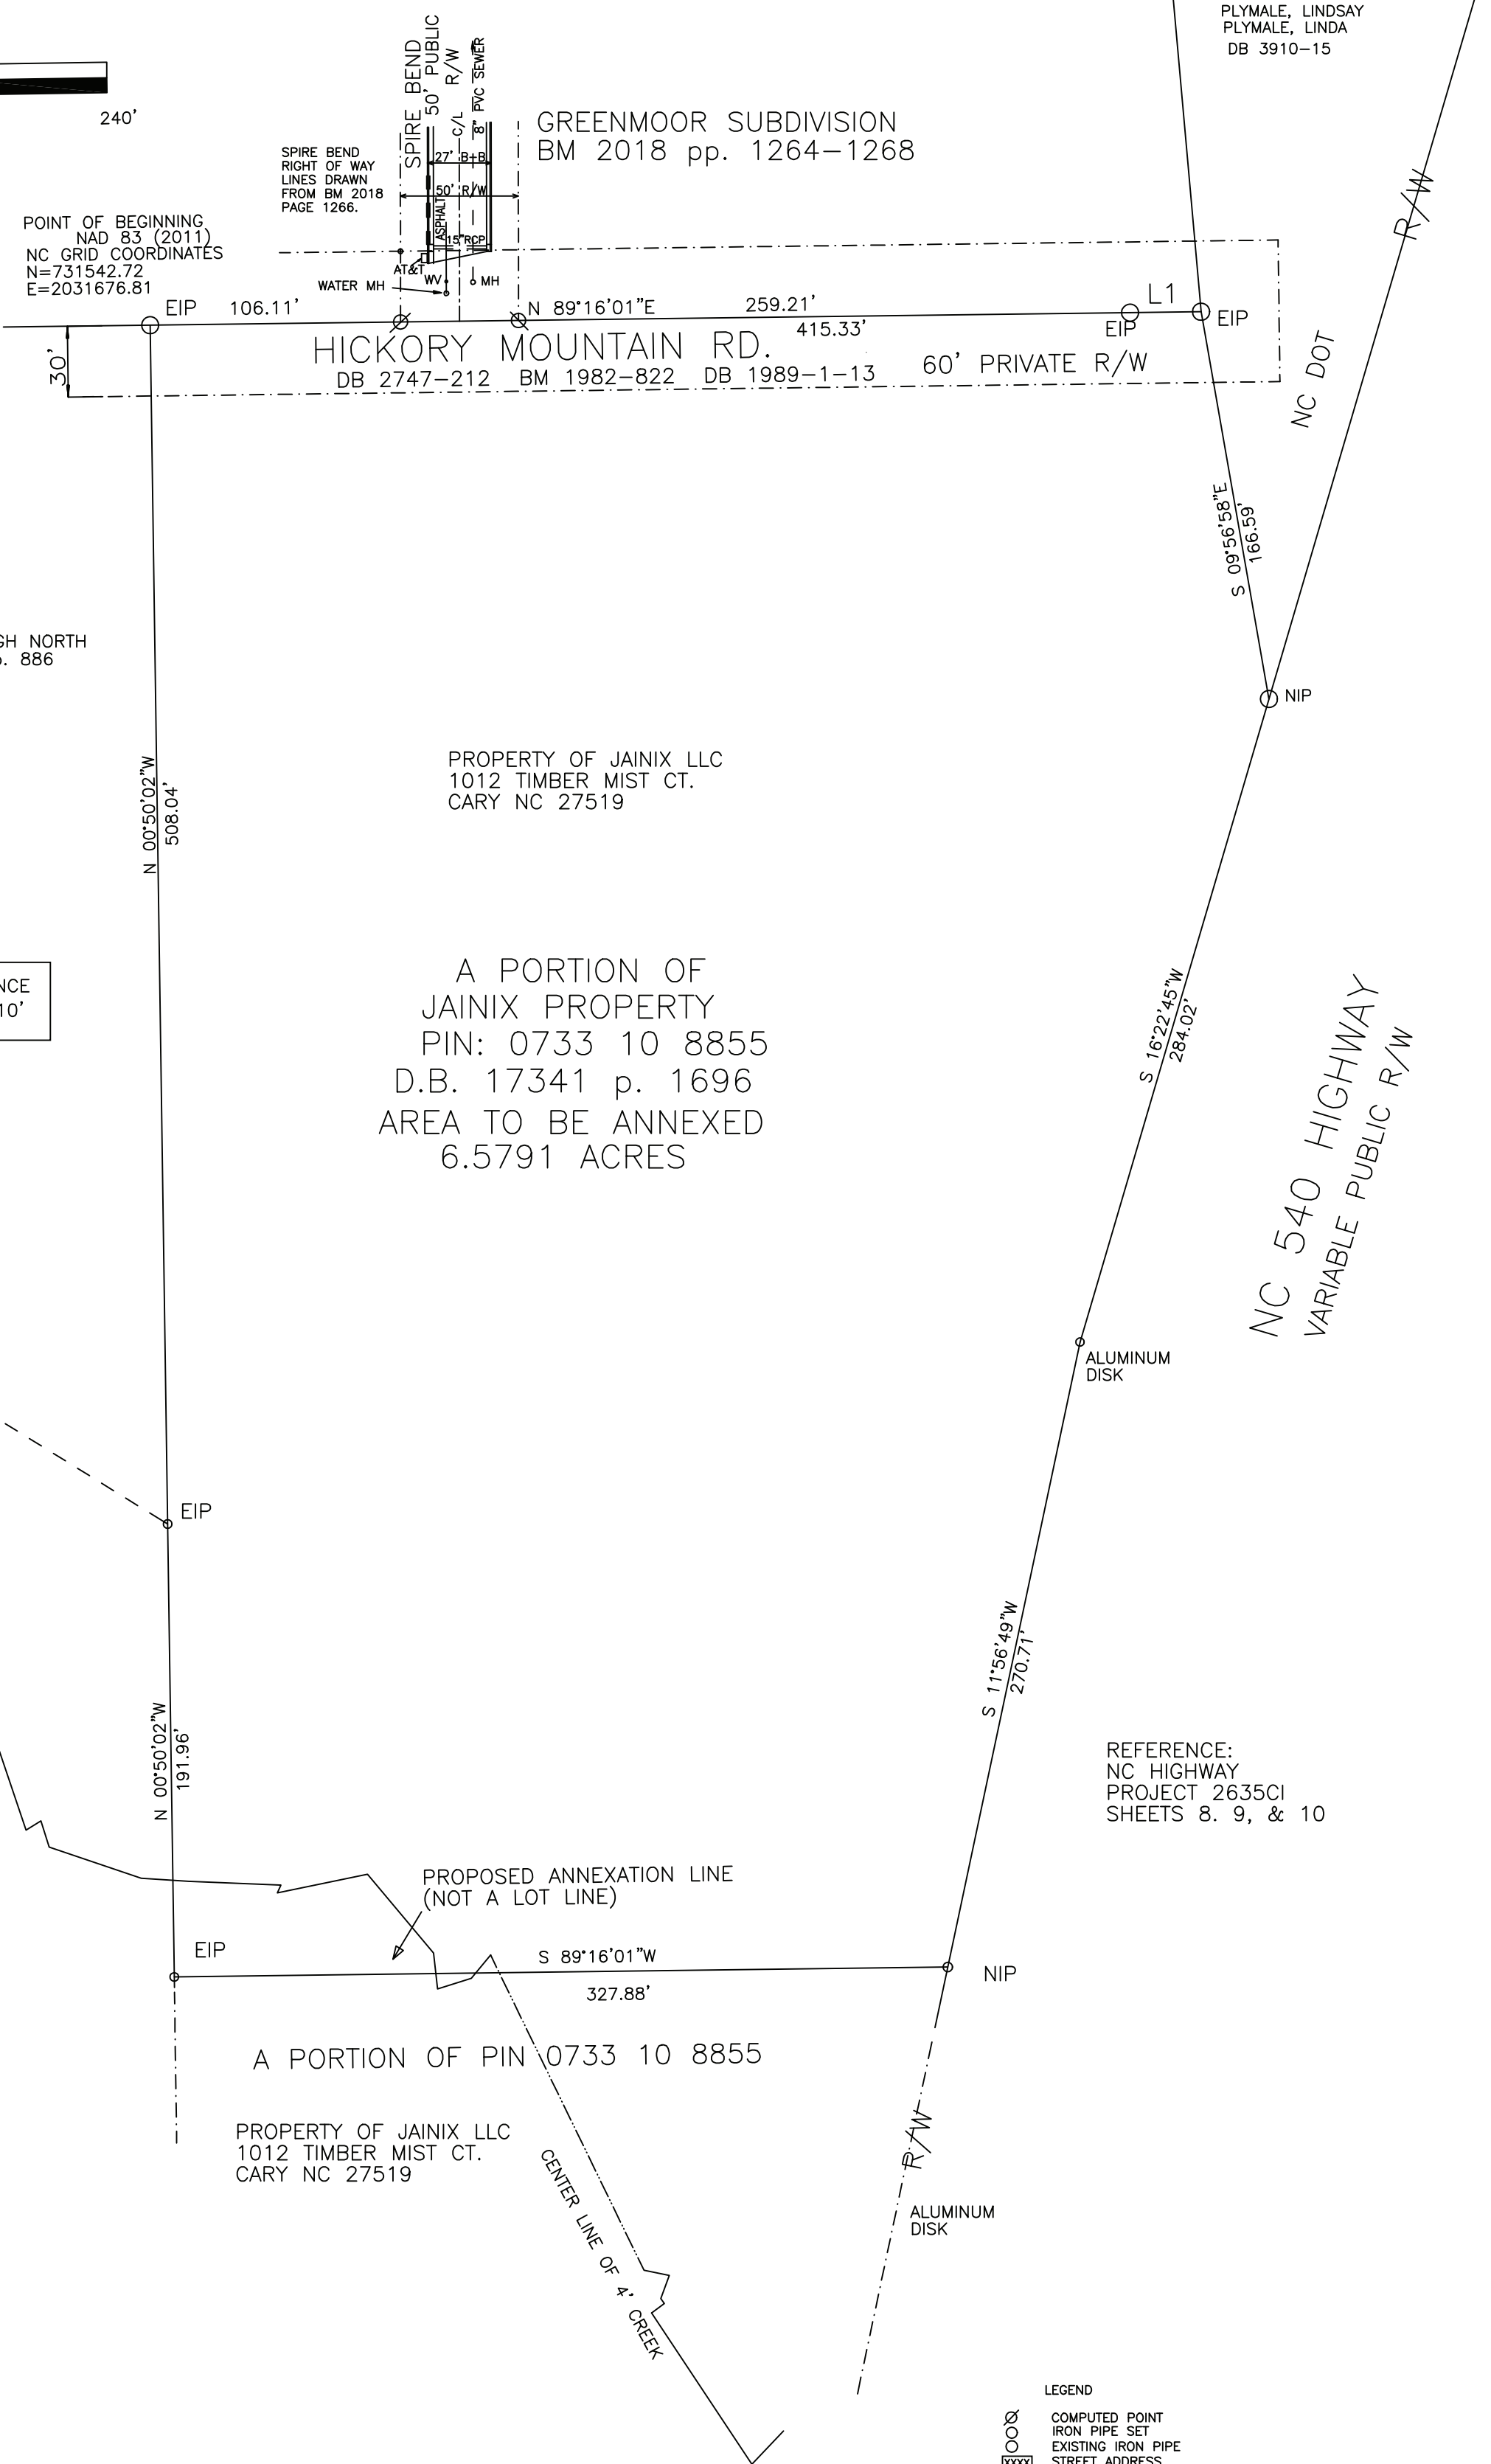 PLYMALE, LINDSAY
PLYMALE, LINDA
DB 3910-15
240'
SPIRE BEND
50' PUBLIC
R/W
C/L
8" PVC SEWER
GREENMOOR SUBDIVISION
BM 2018 pp. 1264-1268
SPIRE BEND
RIGHT OF WAY
LINES DRAWN
FROM BM 2018
PAGE 1266.
27' B-B
50' R/W
ASPHALT
15"RCP
AT&T
WV
MH
WATER MH
POINT OF BEGINNING
NAD 83 (2011)
NC GRID COORDINATES
N=731542.72
E=2031676.81
EIP
106.11'
N 89°16'01"E
259.21'
415.33'
L1
EIP
EIP
30'
HICKORY MOUNTAIN RD.
DB 2747-212 BM 1982-822 DB 1989-1-13
60' PRIVATE R/W
R/W
NC DOT
S 09°56'58"E
166.59'
GH NORTH
. 886
NIP
PROPERTY OF JAINIX LLC
1012 TIMBER MIST CT.
CARY NC 27519
N 00°50'02"W
508.04'
A PORTION OF
JAINIX PROPERTY
PIN: 0733 10 8855
D.B. 17341 p. 1696
AREA TO BE ANNEXED
6.5791 ACRES
NCE
10'
S 16°22'45"W
284.02'
NC 540 HIGHWAY
VARIABLE PUBLIC R/W
ALUMINUM
DISK
EIP
S 11°56'49"W
270.71'
N 00°50'02"W
191.96'
REFERENCE:
NC HIGHWAY
PROJECT 2635CI
SHEETS 8. 9, & 10
PROPOSED ANNEXATION LINE
(NOT A LOT LINE)
EIP
S 89°16'01"W
327.88'
NIP
A PORTION OF PIN 0733 10 8855
PROPERTY OF JAINIX LLC
1012 TIMBER MIST CT.
CARY NC 27519
CENTER LINE OF 4' CREEK
R/W
ALUMINUM
DISK
LEGEND
COMPUTED POINT
IRON PIPE SET
EXISTING IRON PIPE
XXXX STREET ADDRESS